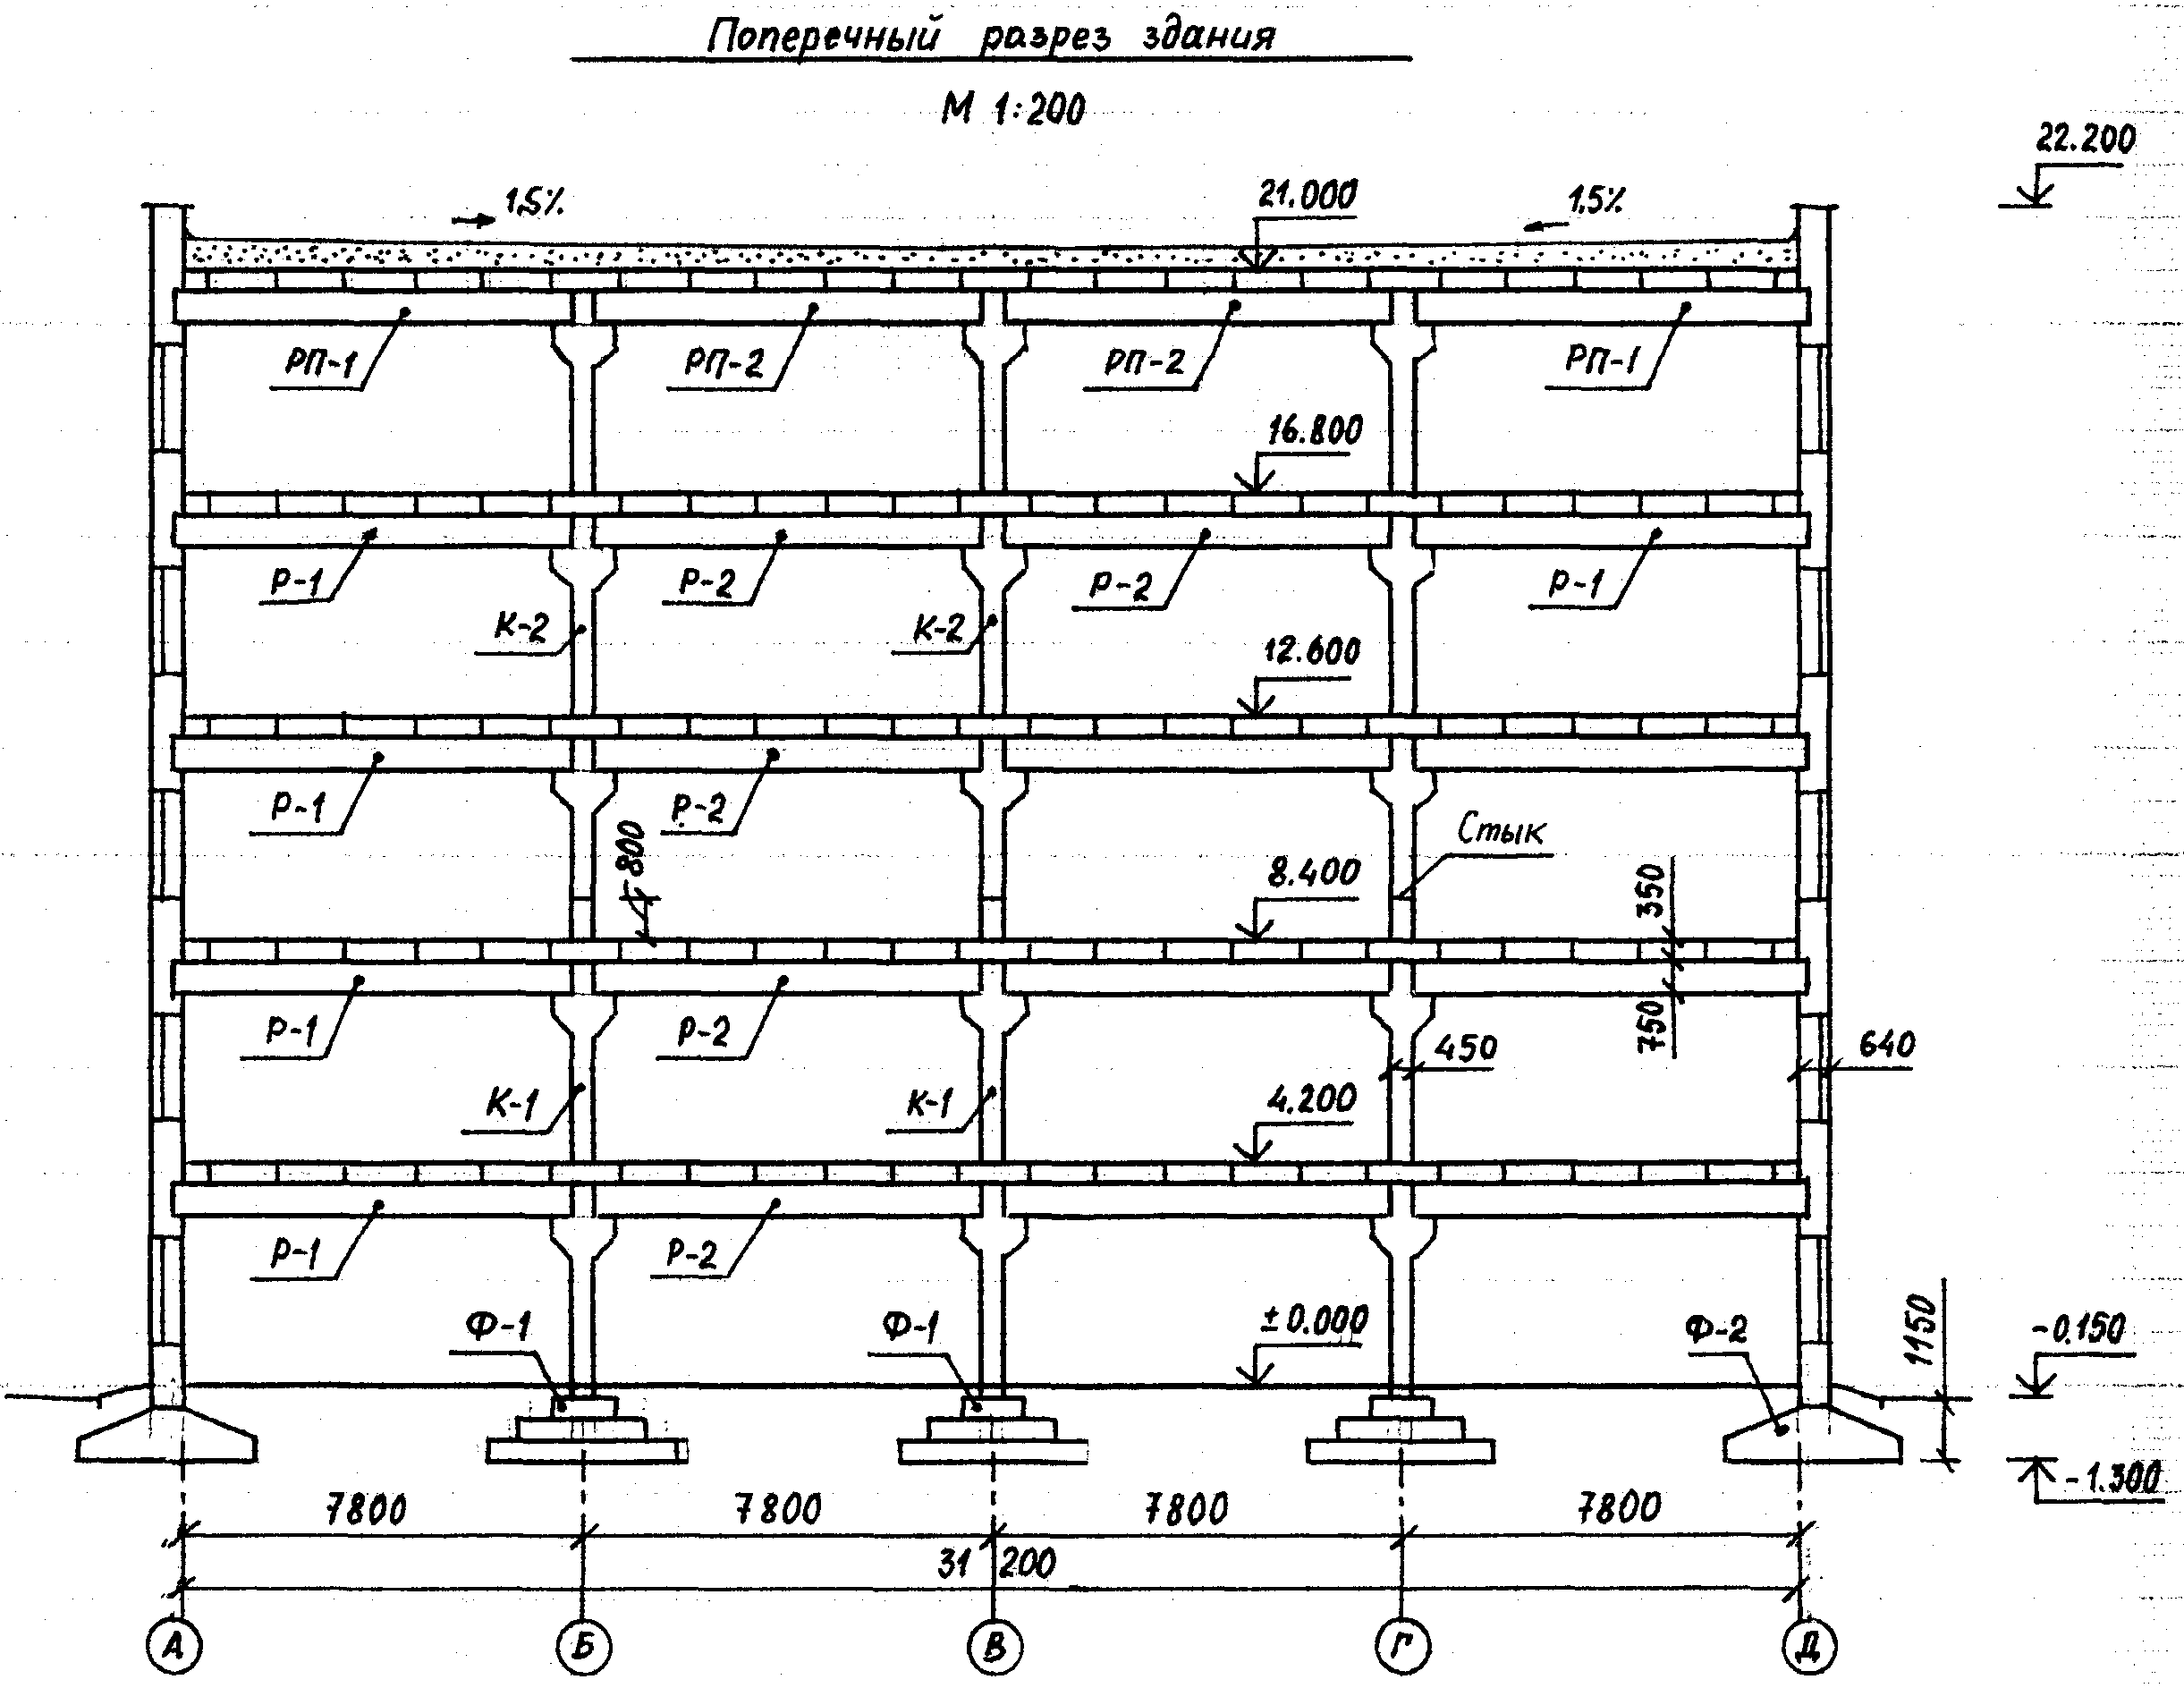 Поперечный разрез здания
М 1:200
22.200
1.5%
21.000
1.5%
РП-1
РП-2
РП-2
РП-1
16.800
Р-1
Р-2
Р-2
Р-1
К-2
К-2
12.600
Р-1
Р-2
800
Стык
8.400
350
Р-1
Р-2
750
450
640
К-1
К-1
4.200
Р-1
Р-2
Ф-1
Ф-1
±0.000
Ф-2
1150
-0.150
-1.300
7800
7800
7800
7800
31 200
А
Б
В
Г
Д